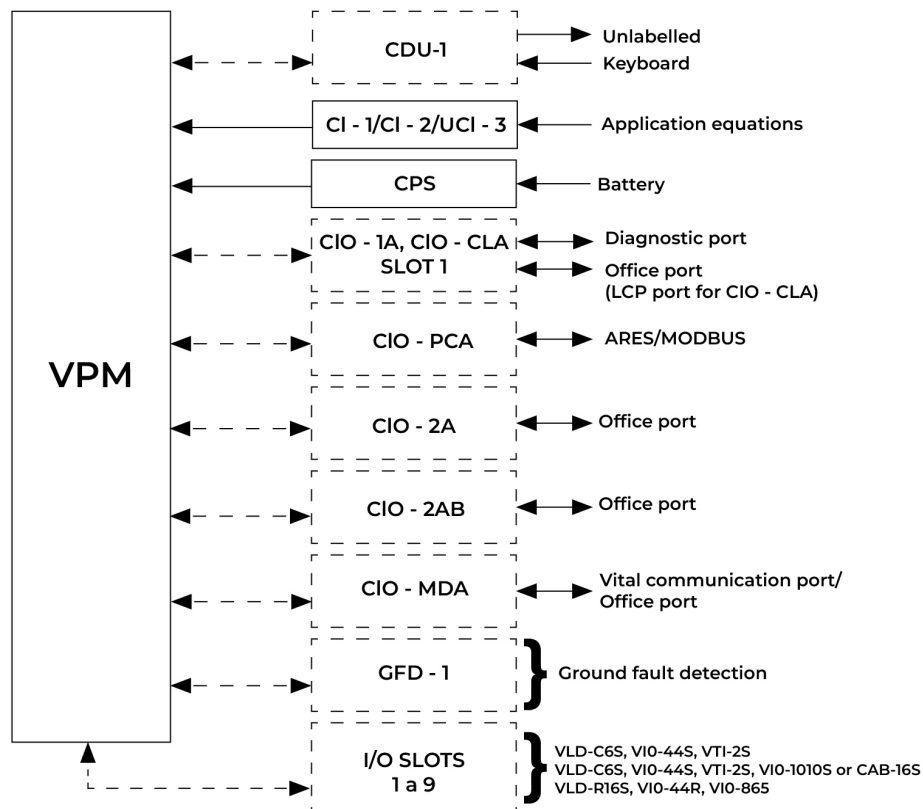 VPM
CDU-1
Unlabelled
Keyboard
CI - 1/CI - 2/UCI - 3
Application equations
CPS
Battery
CIO - 1A, CIO - CLA
SLOT 1
Diagnostic port
Office port
(LCP port for CIO - CLA)
CIO - PCA
ARES/MODBUS
CIO - 2A
Office port
CIO - 2AB
Office port
CIO - MDA
Vital communication port/
Office port
GFD - 1
Ground fault detection
I/O SLOTS
1 a 9
VLD-C6S, VI0-44S, VTI-2S
VLD-C6S, VI0-44S, VTI-2S, VI0-1010S or CAB-16S
VLD-R16S, VI0-44R, VI0-865